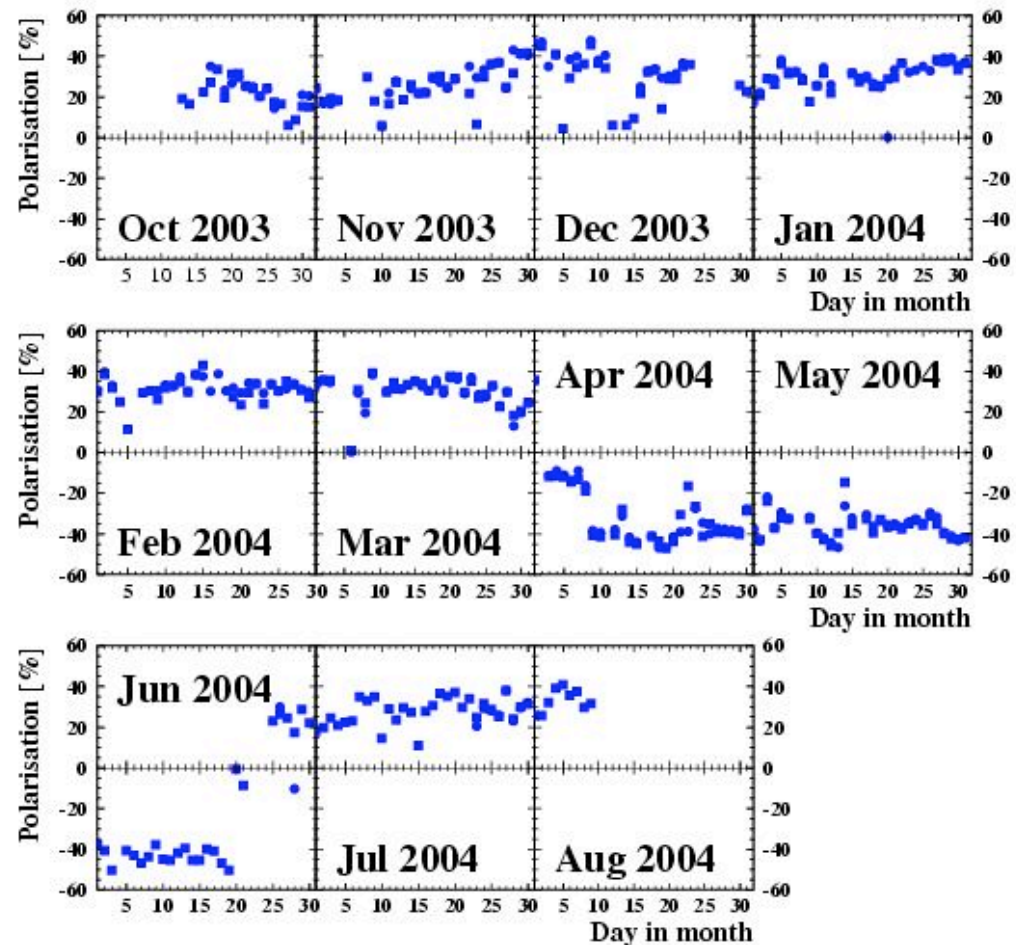 Polarisation [%]
60 60
40 40
20 20
0 0
-20 -20
-40 -40
Oct 2003 Nov 2003 Dec 2003 Jan 2004
-60 -60
5 10 15 20 25 30 5 10 15 20 25 30 5 10 15 20 25 30 5 10 15 20 25 30
Day in month
Polarisation [%]
60 60
Apr 2004 May 2004
40 40
20 20
0 0
-20 -20
-40 -40
Feb 2004 Mar 2004
-60 -60
5 10 15 20 25 30 5 10 15 20 25 30 5 10 15 20 25 30 5 10 15 20 25 30
Day in month
Polarisation [%]
60 60
Jun 2004
40 40
20 20
0 0
-20 -20
-40 -40
Jul 2004 Aug 2004
-60 -60
5 10 15 20 25 30 5 10 15 20 25 30 5 10 15 20 25 30
Day in month